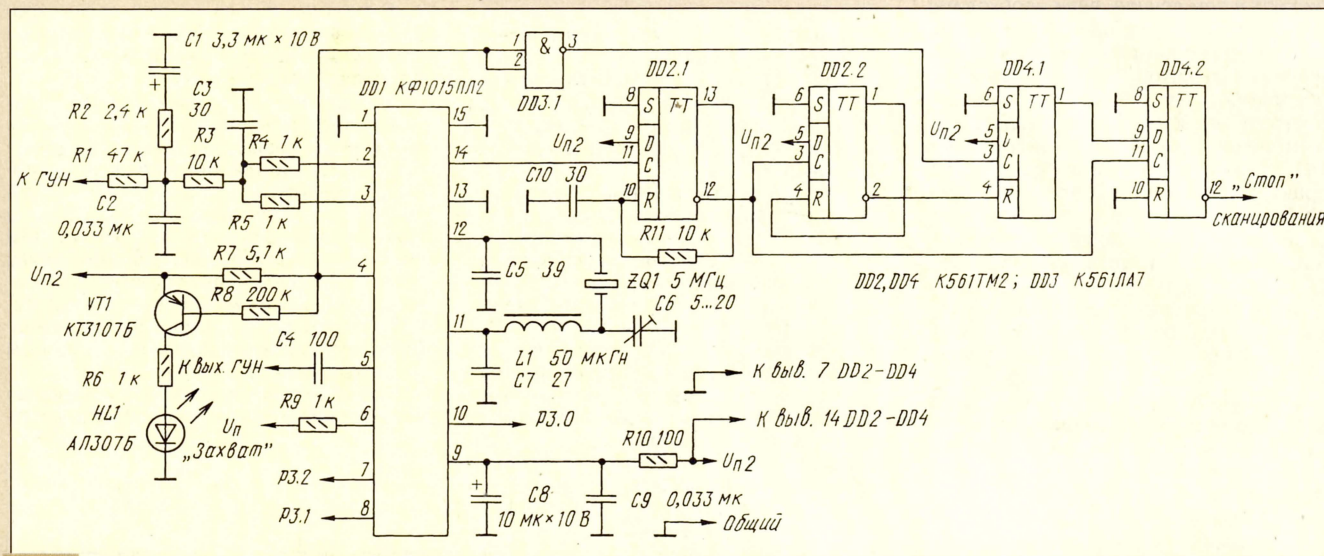 C1 3,3 мк × 10 В
C3
30
R2 2,4 к
R3
10 к
R4 1 к
R1 47 к
К ГУН
C2
0,033 мк
R5 1 к
R7 5,1 к
Uп2
R8 200 к
VT1
КТ3107Б
C4 100
К вых. ГУН
R6 1 к
HL1
АЛ307Б
R9 1 к
Uп
„Захват"
P3.2
P3.1
DD1 КФ1015ПЛ2
1
2
3
4
5
6
7
8
15
14
13
12
11
10
9
1
2
&
3
DD3.1
DD2.1
8 S TT 13
Uп2
9 D
11 C
10 R 12
C10 30
R11 10 к
DD2.2
6 S TT 1
Uп2
5 D
3 C
4 R 2
DD4.1
6 S TT 1
Uп2
5 D
3 C
4 R
DD4.2
8 S TT
9 D
11 C
10 R 12
„Стоп"
сканирования
DD2, DD4 К561ТМ2; DD3 К561ЛА7
C5 39
ZQ1 5 МГц
C6 5...20
L1 50 мкГн
C7 27
P3.0
К выв. 7 DD2–DD4
К выв. 14 DD2–DD4
R10 100
Uп2
C8
10 мк × 10 В
C9 0,033 мк
Общий